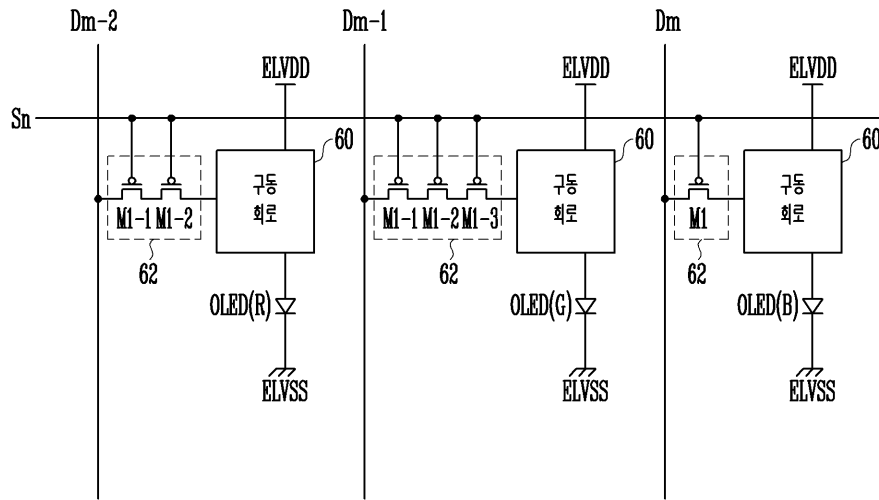 Dm-2 Dm-1 Dm
ELVDD ELVDD ELVDD
Sn
60 60 60
구동 구동 구동
회로 회로 회로
M1-1 M1-2 M1-1 M1-2 M1-3 M1
62 62 62
OLED(R) OLED(G) OLED(B)
ELVSS ELVSS ELVSS